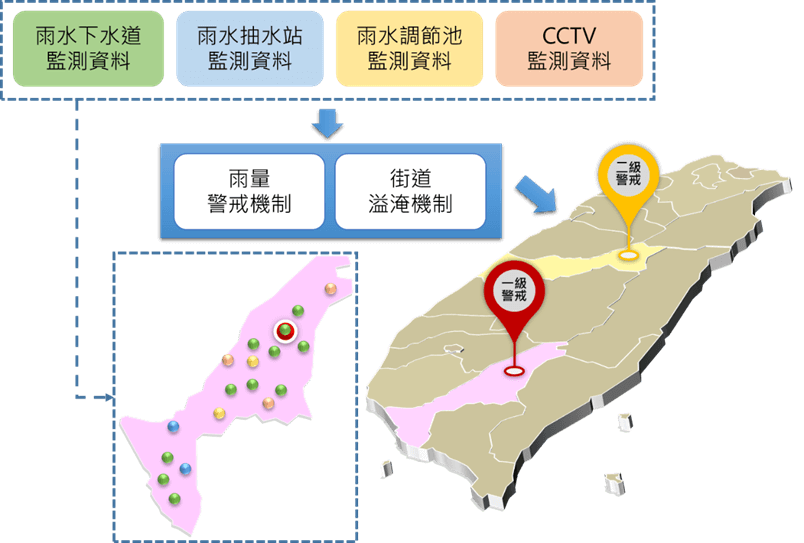 雨水下水道
監測資料
雨水抽水站
監測資料
雨水調節池
監測資料
CCTV
監測資料
雨量
警戒機制
街道
溢淹機制
二級
警戒
一級
警戒